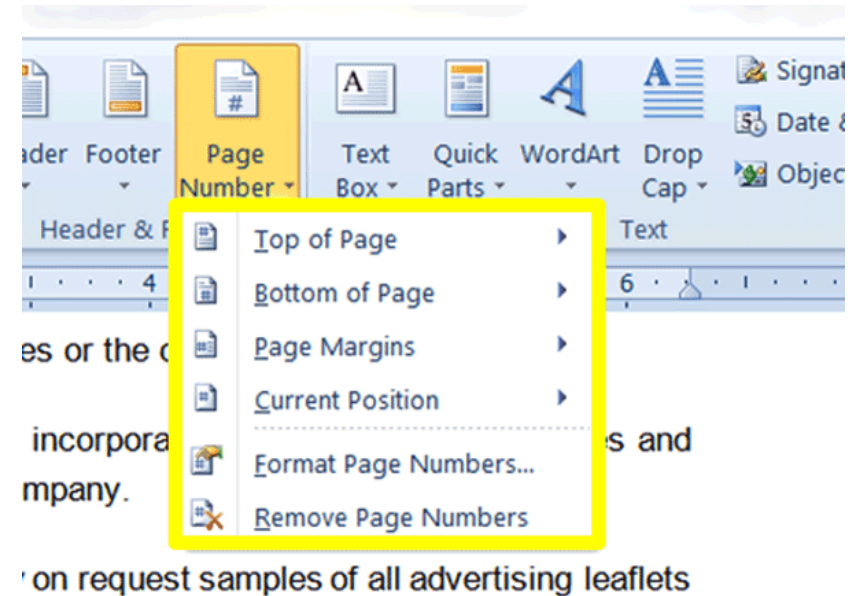 Signat
Date &
Objec
ader Footer Page Text Quick WordArt Drop
Number Box Parts Cap
Header & F Text
Top of Page
4 6
Bottom of Page
es or the c Page Margins
Current Position
incorpora s and
Format Page Numbers...
mpany.
Remove Page Numbers
on request samples of all advertising leaflets